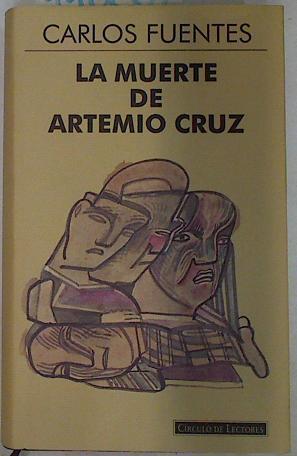 CARLOS FUENTES
LA MUERTE
DE
ARTEMIO CRUZ
CÍRCULO DE LECTORES